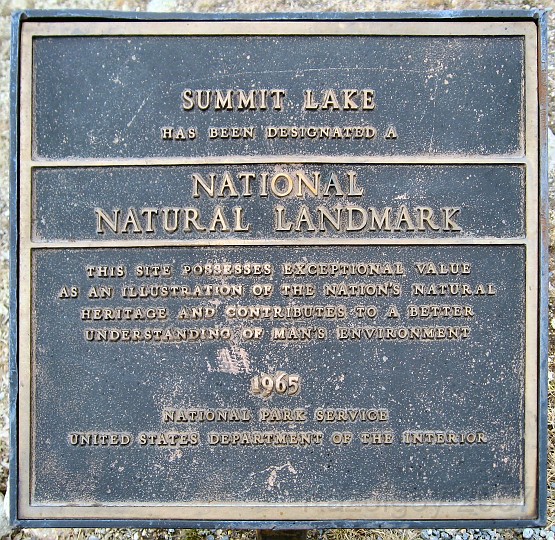 SUMMIT LAKE
HAS BEEN DESIGNATED A
NATIONAL
NATURAL LANDMARK
THIS SITE POSSESSES EXCEPTIONAL VALUE
AS AN ILLUSTRATION OF THE NATION'S NATURAL
HERITAGE AND CONTRIBUTES TO A BETTER
UNDERSTANDING OF MAN'S ENVIRONMENT
1965
NATIONAL PARK SERVICE
UNITED STATES DEPARTMENT OF THE INTERIOR